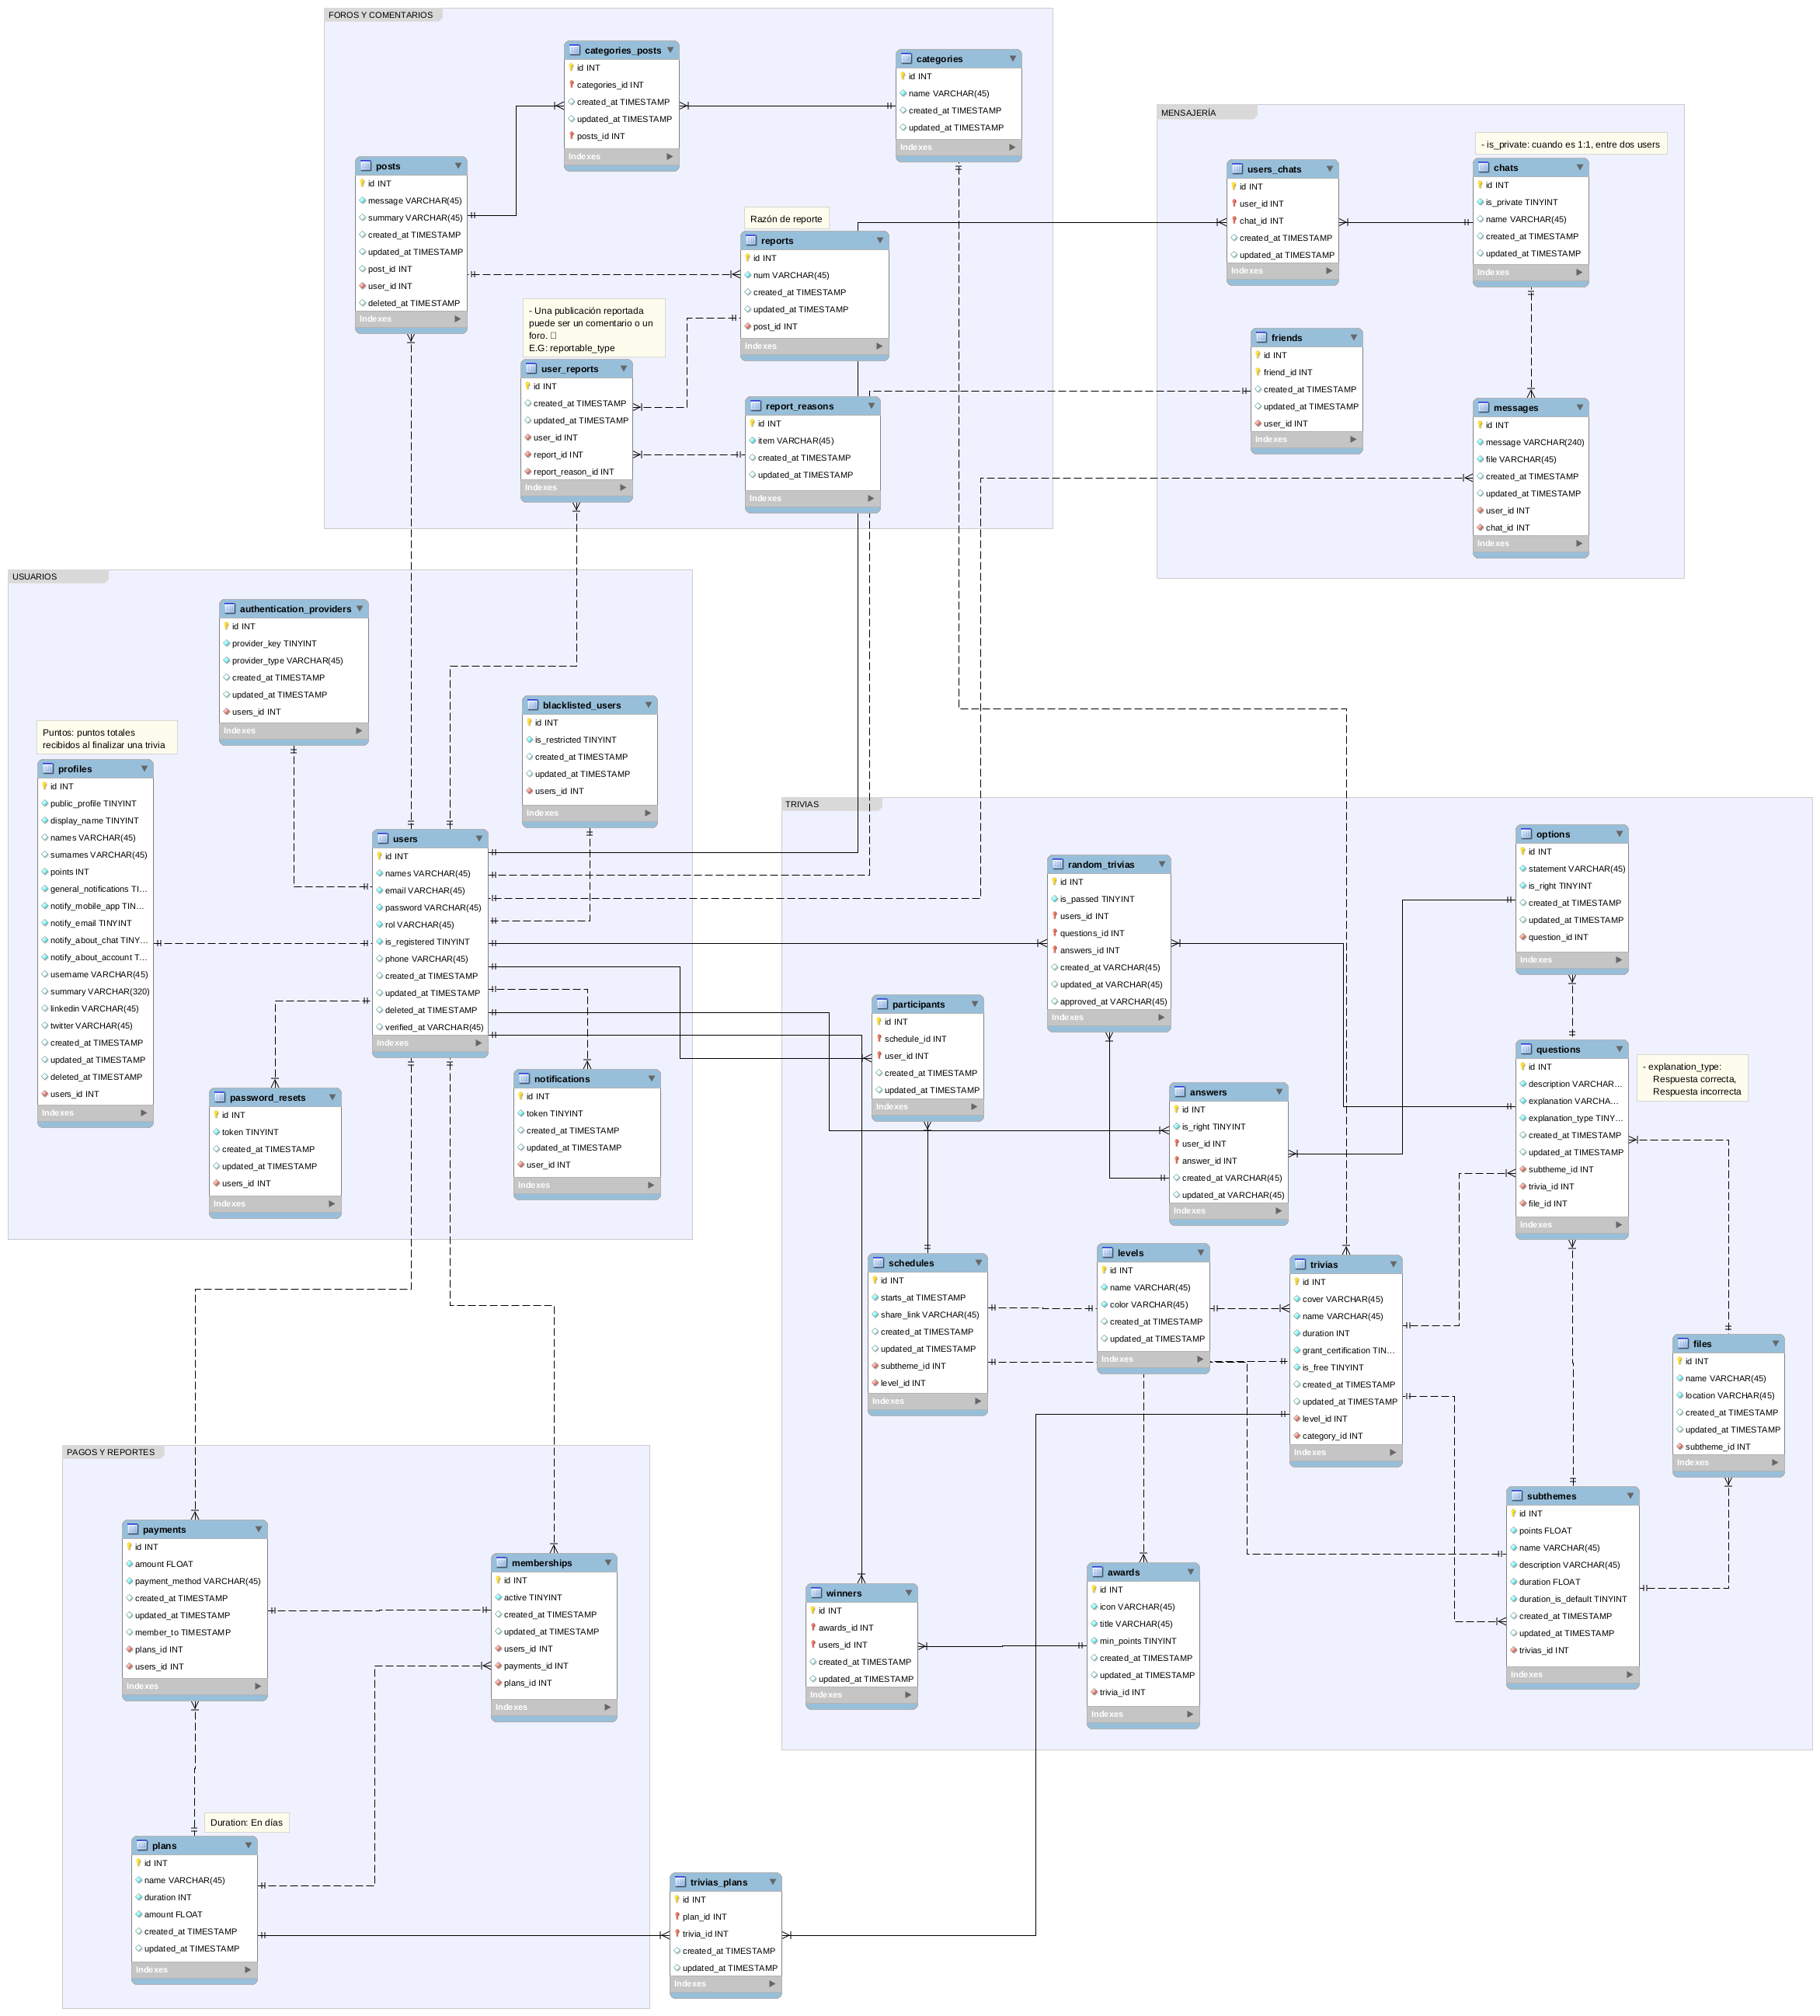 FOROS Y COMENTARIOS
categories_posts
id INT
categories_id INT
created_at TIMESTAMP
updated_at TIMESTAMP
posts_id INT
Indexes
categories
id INT
name VARCHAR(45)
created_at TIMESTAMP
updated_at TIMESTAMP
Indexes
posts
id INT
message VARCHAR(45)
summary VARCHAR(45)
created_at TIMESTAMP
updated_at TIMESTAMP
post_id INT
user_id INT
deleted_at TIMESTAMP
Indexes
Razón de reporte
reports
id INT
num VARCHAR(45)
created_at TIMESTAMP
updated_at TIMESTAMP
post_id INT
Indexes
- Una publicación reportada
puede ser un comentario o un
foro.
E.G: reportable_type
user_reports
id INT
created_at TIMESTAMP
updated_at TIMESTAMP
user_id INT
report_id INT
report_reason_id INT
Indexes
report_reasons
id INT
item VARCHAR(45)
created_at TIMESTAMP
updated_at TIMESTAMP
Indexes
MENSAJERÍA
- is_private: cuando es 1:1, entre dos users
users_chats
id INT
user_id INT
chat_id INT
created_at TIMESTAMP
updated_at TIMESTAMP
Indexes
chats
id INT
is_private TINYINT
name VARCHAR(45)
created_at TIMESTAMP
updated_at TIMESTAMP
Indexes
friends
id INT
friend_id INT
created_at TIMESTAMP
updated_at TIMESTAMP
user_id INT
Indexes
messages
id INT
message VARCHAR(240)
file VARCHAR(45)
created_at TIMESTAMP
updated_at TIMESTAMP
user_id INT
chat_id INT
Indexes
USUARIOS
authentication_providers
id INT
provider_key TINYINT
provider_type VARCHAR(45)
created_at TIMESTAMP
updated_at TIMESTAMP
users_id INT
Indexes
blacklisted_users
id INT
is_restricted TINYINT
created_at TIMESTAMP
updated_at TIMESTAMP
users_id INT
Indexes
Puntos: puntos totales
recibidos al finalizar una trivia
profiles
id INT
public_profile TINYINT
display_name TINYINT
names VARCHAR(45)
surnames VARCHAR(45)
points INT
general_notifications TI...
notify_mobile_app TIN...
notify_email TINYINT
notify_about_chat TINY...
notify_about_account T...
username VARCHAR(45)
summary VARCHAR(320)
linkedin VARCHAR(45)
twitter VARCHAR(45)
created_at TIMESTAMP
updated_at TIMESTAMP
deleted_at TIMESTAMP
users_id INT
Indexes
users
id INT
names VARCHAR(45)
email VARCHAR(45)
password VARCHAR(45)
rol VARCHAR(45)
is_registered TINYINT
phone VARCHAR(45)
created_at TIMESTAMP
updated_at TIMESTAMP
deleted_at TIMESTAMP
verified_at VARCHAR(45)
Indexes
password_resets
id INT
token TINYINT
created_at TIMESTAMP
updated_at TIMESTAMP
users_id INT
Indexes
notifications
id INT
token TINYINT
created_at TIMESTAMP
updated_at TIMESTAMP
user_id INT
Indexes
TRIVIAS
random_trivias
id INT
is_passed TINYINT
users_id INT
questions_id INT
answers_id INT
created_at VARCHAR(45)
updated_at VARCHAR(45)
approved_at VARCHAR(45)
Indexes
options
id INT
statement VARCHAR(45)
is_right TINYINT
created_at TIMESTAMP
updated_at TIMESTAMP
question_id INT
Indexes
participants
id INT
schedule_id INT
user_id INT
created_at TIMESTAMP
updated_at TIMESTAMP
Indexes
answers
id INT
is_right TINYINT
user_id INT
answer_id INT
created_at VARCHAR(45)
updated_at VARCHAR(45)
Indexes
questions
id INT
description VARCHAR...
explanation VARCHA...
explanation_type TINY...
created_at TIMESTAMP
updated_at TIMESTAMP
subtheme_id INT
trivia_id INT
file_id INT
Indexes
- explanation_type:
Respuesta correcta,
Respuesta incorrecta
schedules
id INT
starts_at TIMESTAMP
share_link VARCHAR(45)
created_at TIMESTAMP
updated_at TIMESTAMP
subtheme_id INT
level_id INT
Indexes
levels
id INT
name VARCHAR(45)
color VARCHAR(45)
created_at TIMESTAMP
updated_at TIMESTAMP
Indexes
trivias
id INT
cover VARCHAR(45)
name VARCHAR(45)
duration INT
grant_certification TIN...
is_free TINYINT
created_at TIMESTAMP
updated_at TIMESTAMP
level_id INT
category_id INT
Indexes
files
id INT
name VARCHAR(45)
location VARCHAR(45)
created_at TIMESTAMP
updated_at TIMESTAMP
subtheme_id INT
Indexes
subthemes
id INT
points FLOAT
name VARCHAR(45)
description VARCHAR(45)
duration FLOAT
duration_is_default TINYINT
created_at TIMESTAMP
updated_at TIMESTAMP
trivias_id INT
Indexes
winners
id INT
awards_id INT
users_id INT
created_at TIMESTAMP
updated_at TIMESTAMP
Indexes
awards
id INT
icon VARCHAR(45)
title VARCHAR(45)
min_points TINYINT
created_at TIMESTAMP
updated_at TIMESTAMP
trivia_id INT
Indexes
PAGOS Y REPORTES
payments
id INT
amount FLOAT
payment_method VARCHAR(45)
created_at TIMESTAMP
updated_at TIMESTAMP
member_to TIMESTAMP
plans_id INT
users_id INT
Indexes
memberships
id INT
active TINYINT
created_at TIMESTAMP
updated_at TIMESTAMP
users_id INT
payments_id INT
plans_id INT
Indexes
Duration: En días
plans
id INT
name VARCHAR(45)
duration INT
amount FLOAT
created_at TIMESTAMP
updated_at TIMESTAMP
Indexes
trivias_plans
id INT
plan_id INT
trivia_id INT
created_at TIMESTAMP
updated_at TIMESTAMP
Indexes